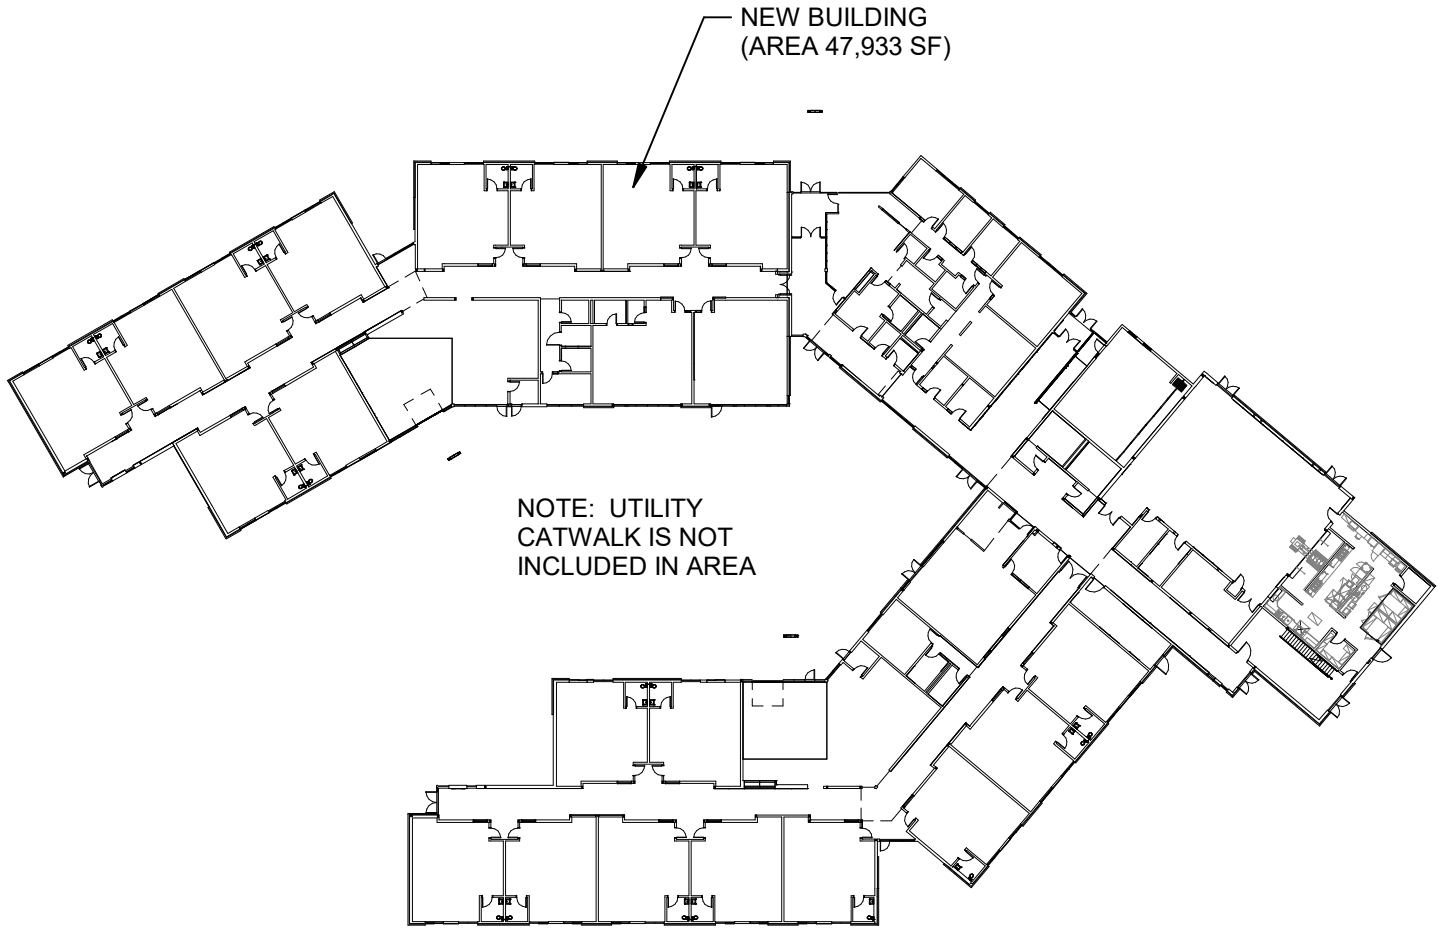 NEW BUILDING
(AREA 47,933 SF)
NOTE: UTILITY
CATWALK IS NOT
INCLUDED IN AREA